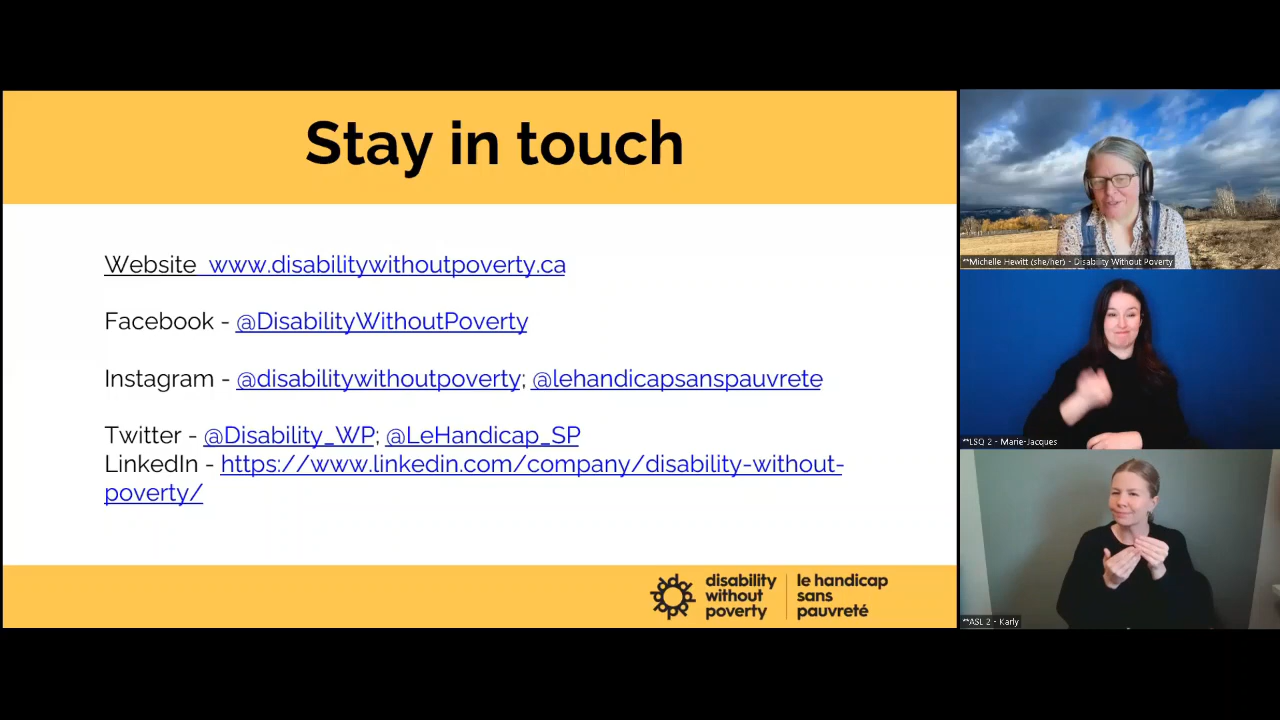 Stay in touch
Website  www.disabilitywithoutpoverty.ca
Facebook - @DisabilityWithoutPoverty
Instagram - @disabilitywithoutpoverty; @lehandicapsanspauvrete
Twitter - @Disability_WP; @LeHandicap_SP
LinkedIn - https://www.linkedin.com/company/disability-without-
poverty/
disability
without
poverty
le handicap
sans
pauvreté
**Michelle Hewitt (she/her) - Disability Without Poverty
**LSQ 2 - Marie-Jacques
**ASL 2 - Karly